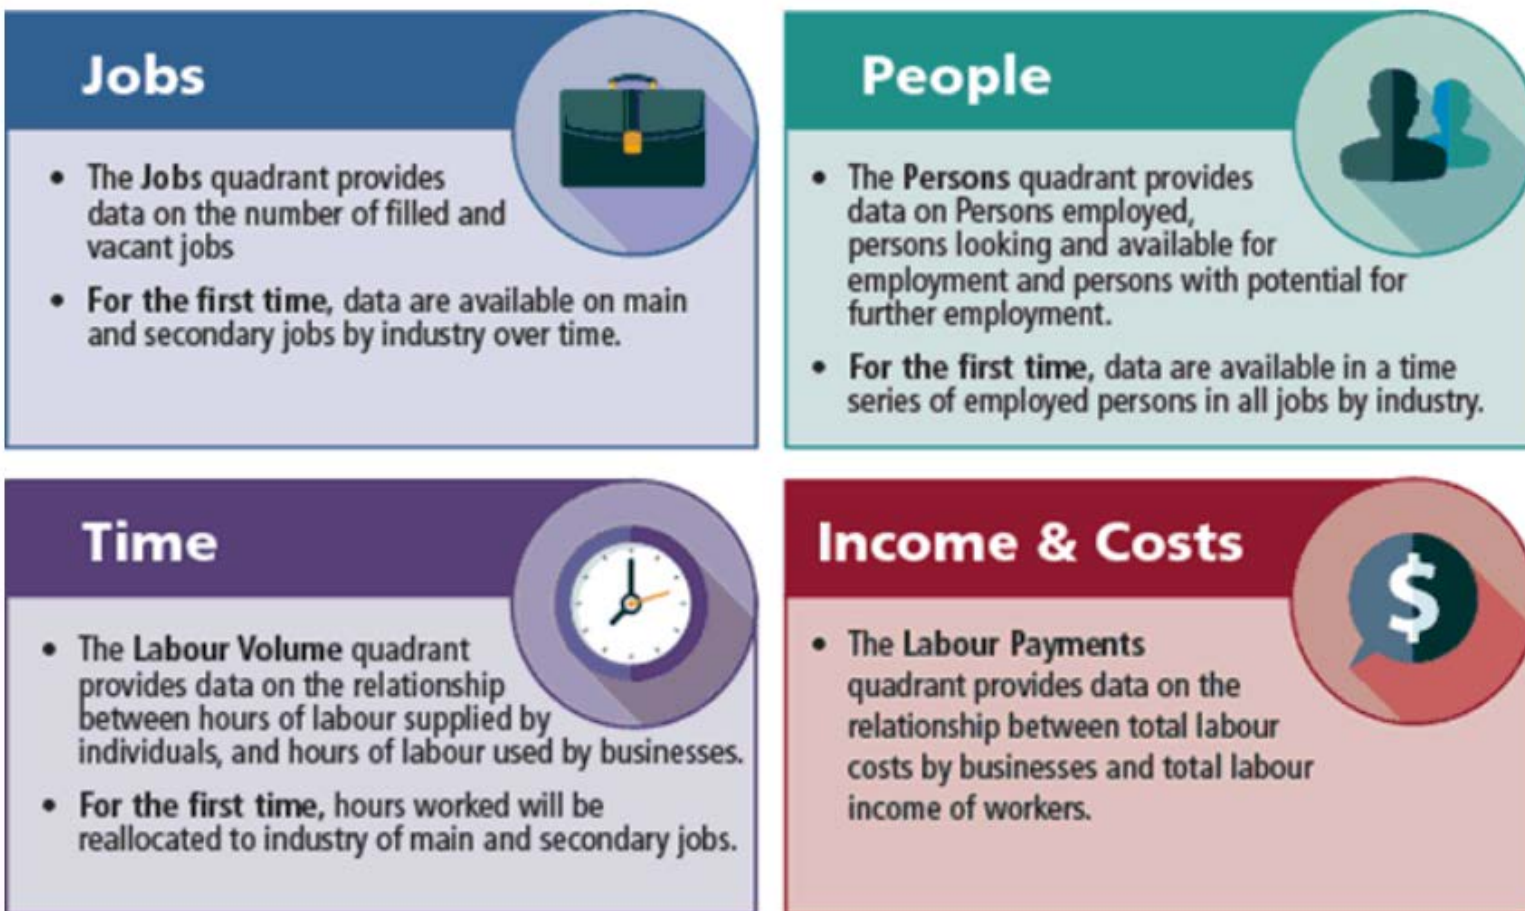 Jobs
• The Jobs quadrant provides
data on the number of filled and
vacant jobs
• For the first time, data are available on main
and secondary jobs by industry over time.
People
• The Persons quadrant provides
data on Persons employed,
persons looking and available for
employment and persons with potential for
further employment.
• For the first time, data are available in a time
series of employed persons in all jobs by industry.
Time
• The Labour Volume quadrant
provides data on the relationship
between hours of labour supplied by
individuals, and hours of labour used by businesses.
• For the first time, hours worked will be
reallocated to industry of main and secondary jobs.
Income & Costs
$
• The Labour Payments
quadrant provides data on the
relationship between total labour
costs by businesses and total labour
income of workers.